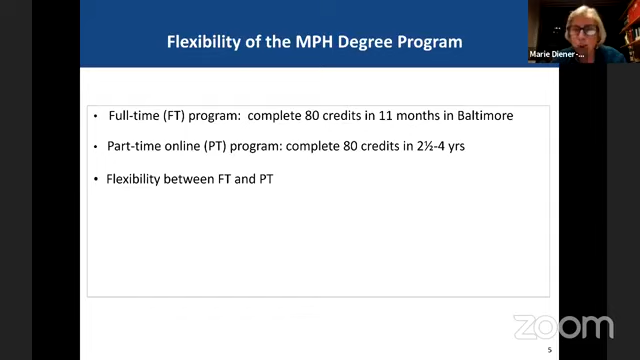 Flexibility of the MPH Degree Program
Marie Diener-...
• Full-time (FT) program: complete 80 credits in 11 months in Baltimore
• Part-time online (PT) program: complete 80 credits in 2½-4 yrs
• Flexibility between FT and PT
zoom
5